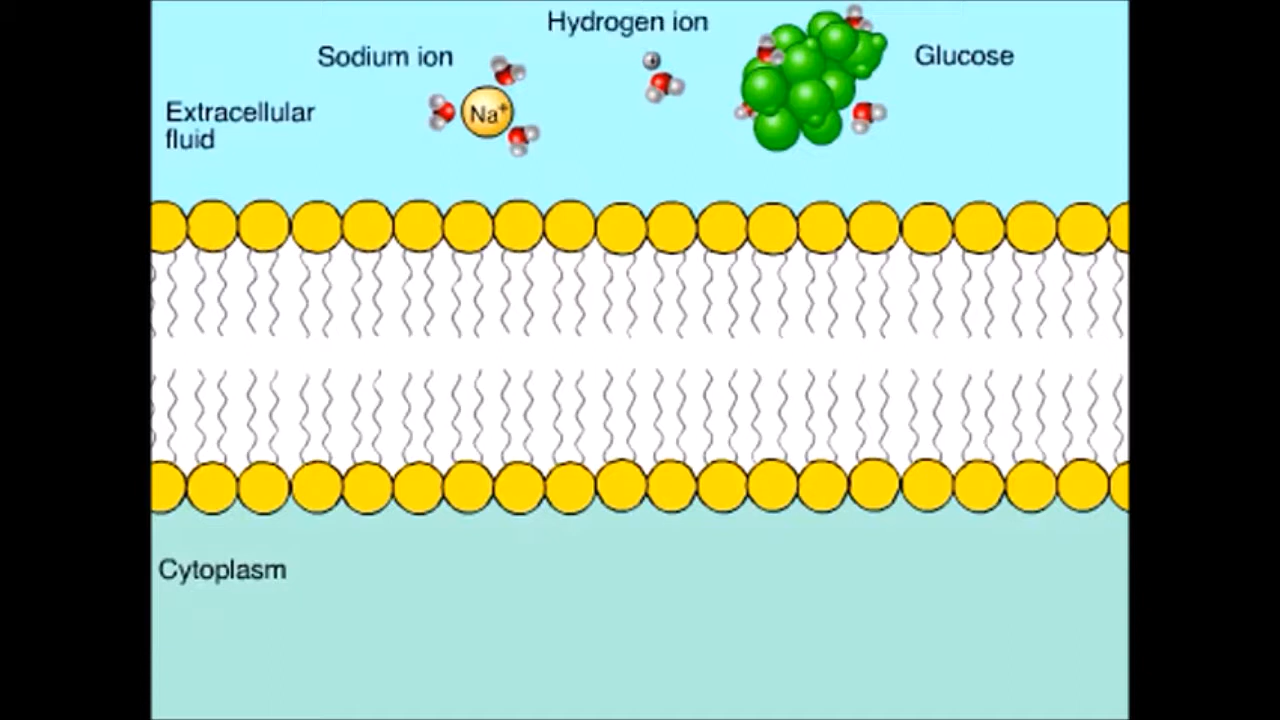 Hydrogen ion
Sodium ion
Glucose
Extracellular
fluid
Na⁺
+
Cytoplasm